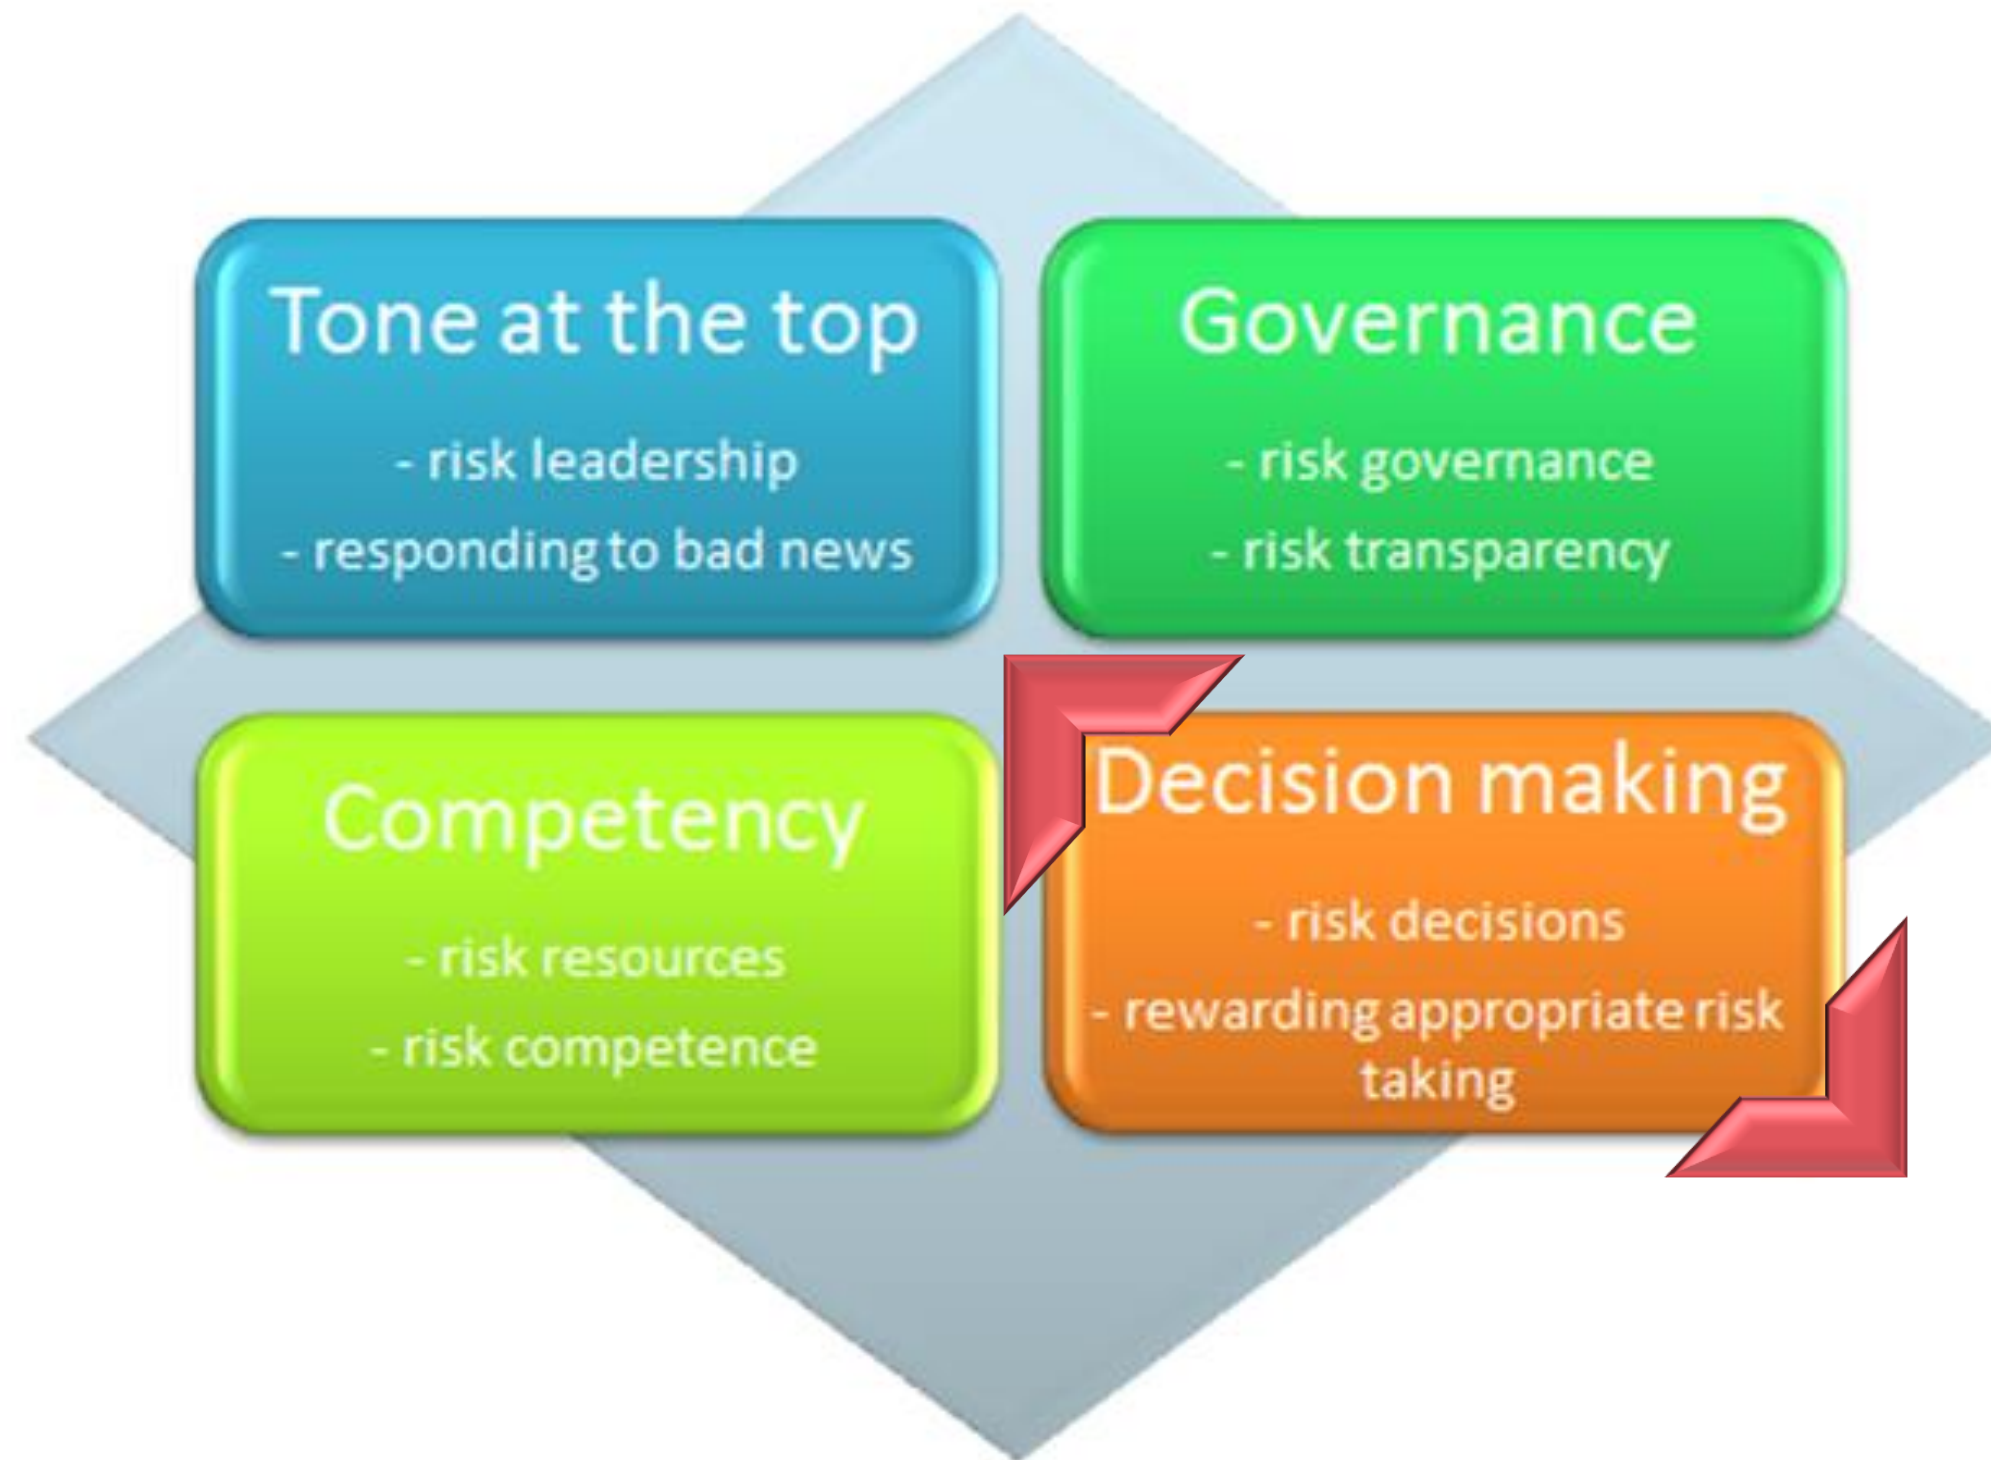 Tone at the top
- risk leadership
- responding to bad news
Governance
- risk governance
- risk transparency
Competency
- risk resources
- risk competence
Decision making
- risk decisions
- rewarding appropriate risk
taking